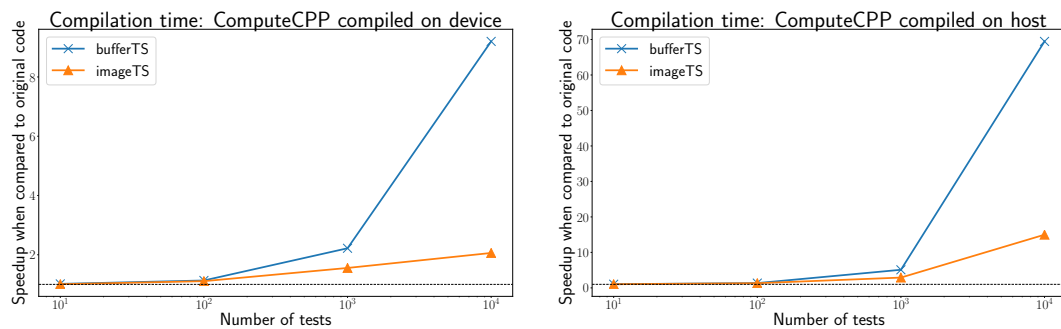 Compilation time: ComputeCPP compiled on device
Speedup when compared to original code
8
6
4
2
bufferTS
imageTS
10¹ 10² 10³ 10⁴
Number of tests
Compilation time: ComputeCPP compiled on host
Speedup when compared to original code
70
60
50
40
30
20
10
0
bufferTS
imageTS
10¹ 10² 10³ 10⁴
Number of tests